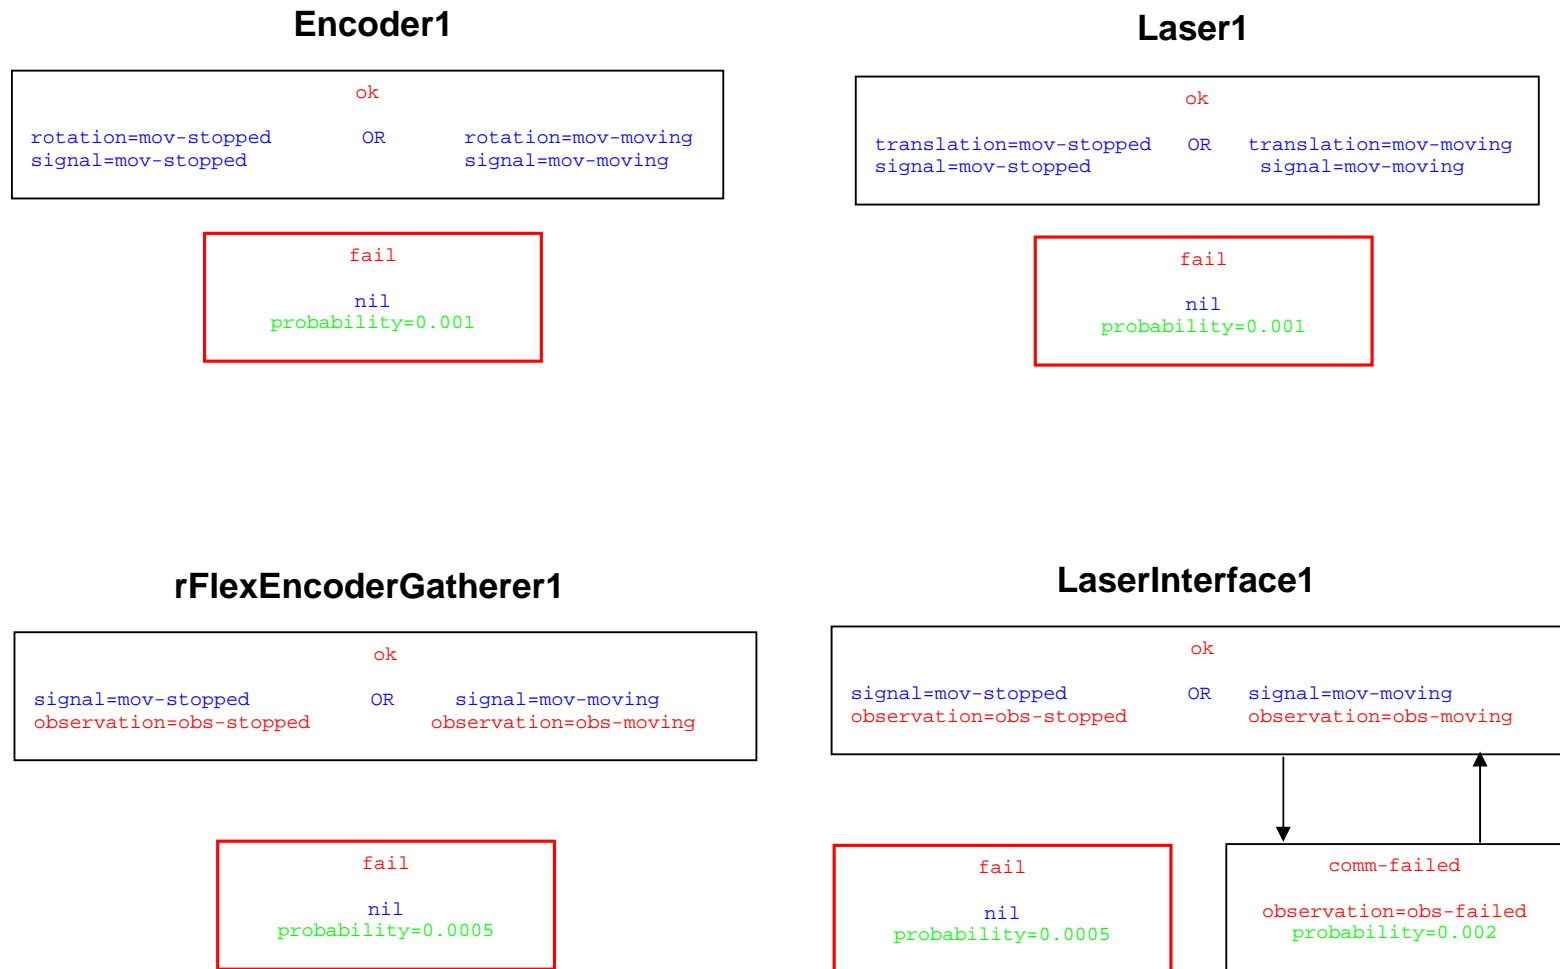 Encoder1
ok
rotation=mov-stopped OR rotation=mov-moving
signal=mov-stopped signal=mov-moving
fail
nil
probability=0.001
Laser1
ok
translation=mov-stopped OR translation=mov-moving
signal=mov-stopped signal=mov-moving
fail
nil
probability=0.001
rFlexEncoderGatherer1
ok
signal=mov-stopped OR signal=mov-moving
observation=obs-stopped observation=obs-moving
fail
nil
probability=0.0005
LaserInterface1
ok
signal=mov-stopped OR signal=mov-moving
observation=obs-stopped observation=obs-moving
fail
nil
probability=0.0005
comm-failed
observation=obs-failed
probability=0.002